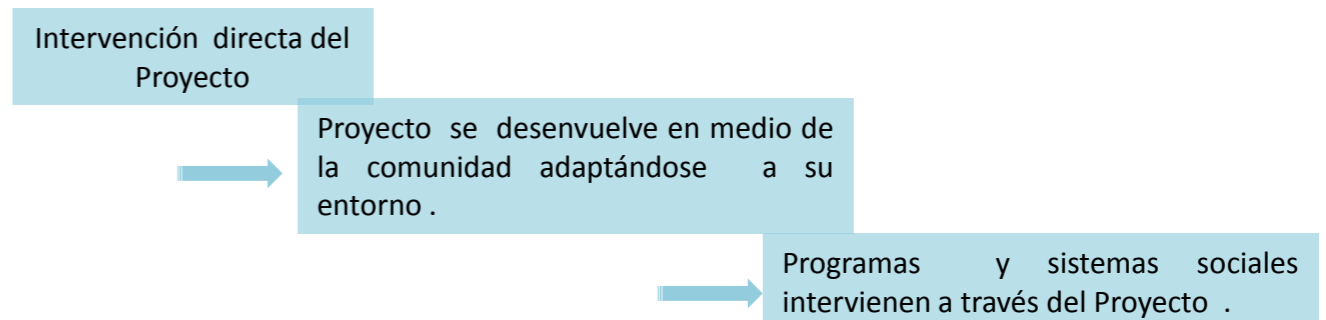 Intervención directa del
Proyecto
Proyecto se desenvuelve en medio de
la comunidad adaptándose a su
entorno .
Programas y sistemas sociales
intervienen a través del Proyecto .